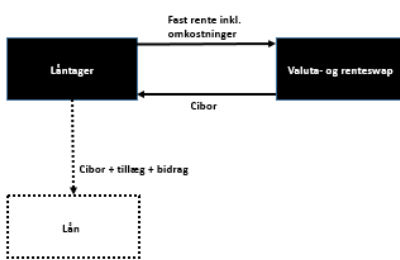 Fast rente inkl.
omkostninger
Låntager
Valuta- og renteswap
Cibor
Cibor + tillæg + bidrag
Lån